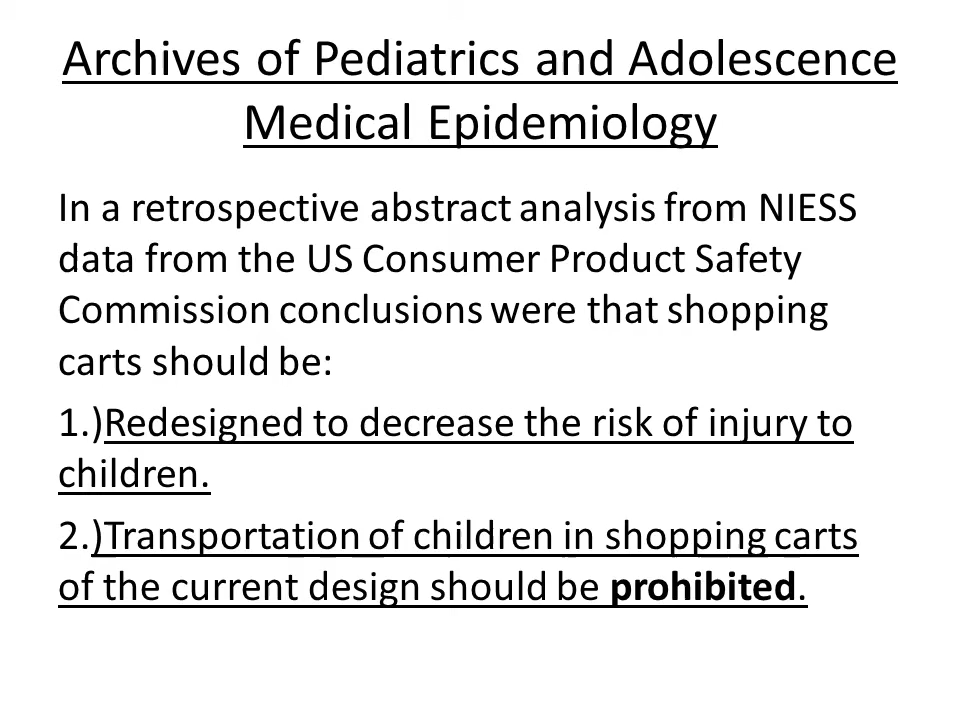 Archives of Pediatrics and Adolescence
Medical Epidemiology
In a retrospective abstract analysis from NIESS
data from the US Consumer Product Safety
Commission conclusions were that shopping
carts should be:
1.)Redesigned to decrease the risk of injury to
children.
2.)Transportation of children in shopping carts
of the current design should be prohibited.